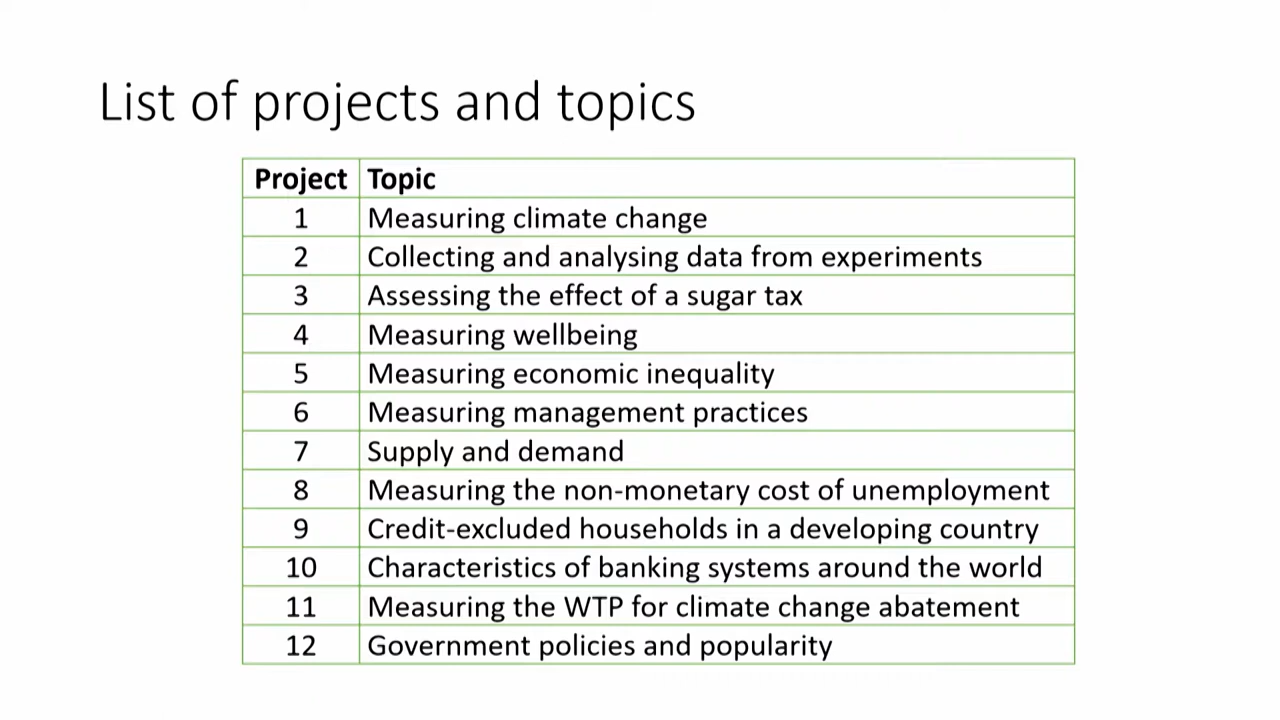 List of projects and topics
Project Topic
1 Measuring climate change
2 Collecting and analysing data from experiments
3 Assessing the effect of a sugar tax
4 Measuring wellbeing
5 Measuring economic inequality
6 Measuring management practices
7 Supply and demand
8 Measuring the non-monetary cost of unemployment
9 Credit-excluded households in a developing country
10 Characteristics of banking systems around the world
11 Measuring the WTP for climate change abatement
12 Government policies and popularity